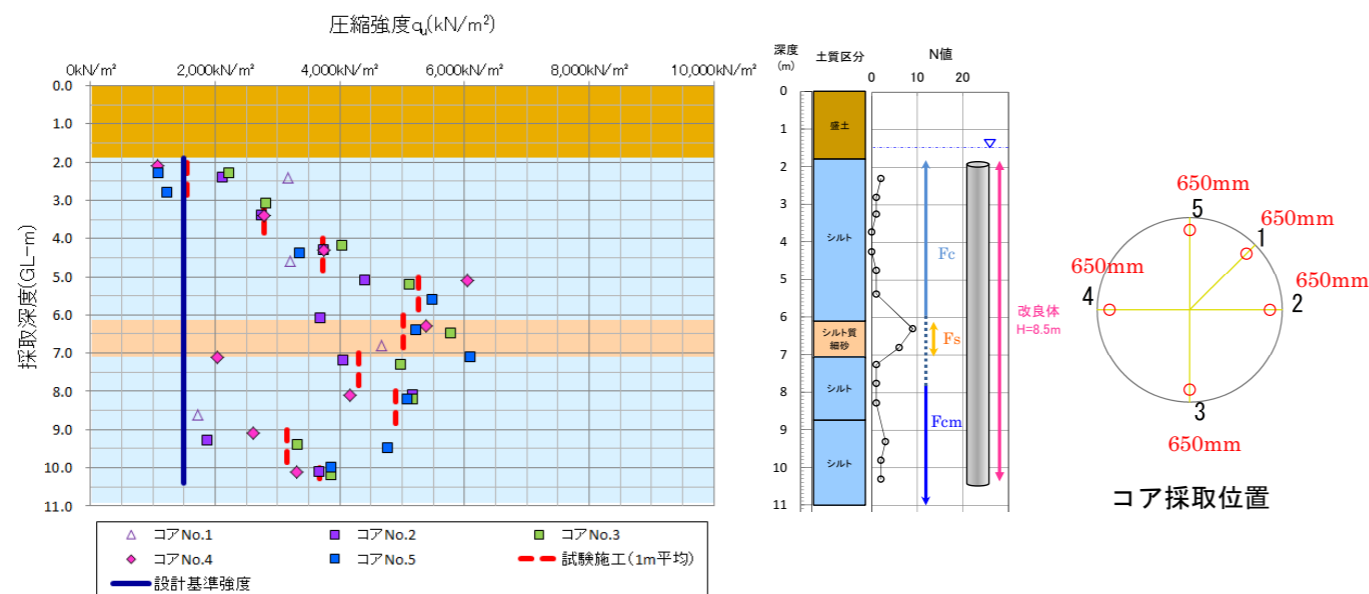 圧縮強度qu(kN/m²)
0kN/m² 2,000kN/m² 4,000kN/m² 6,000kN/m² 8,000kN/m² 10,000kN/m²
採取深度(GL-m)
0.0
1.0
2.0
3.0
4.0
5.0
6.0
7.0
8.0
9.0
10.0
11.0
コアNo.1 コアNo.2 コアNo.3
コアNo.4 コアNo.5 試験施工(1m平均)
設計基準強度
深度
(m)
土質区分
N値
0 10 20
0
1
2
3
4
5
6
7
8
9
10
11
盛土
シルト
シルト質
細砂
シルト
シルト
Fc
Fs
Fcm
改良体
H=8.5m
650mm
5
650mm
1
650mm
4
650mm
2
3
650mm
コア採取位置